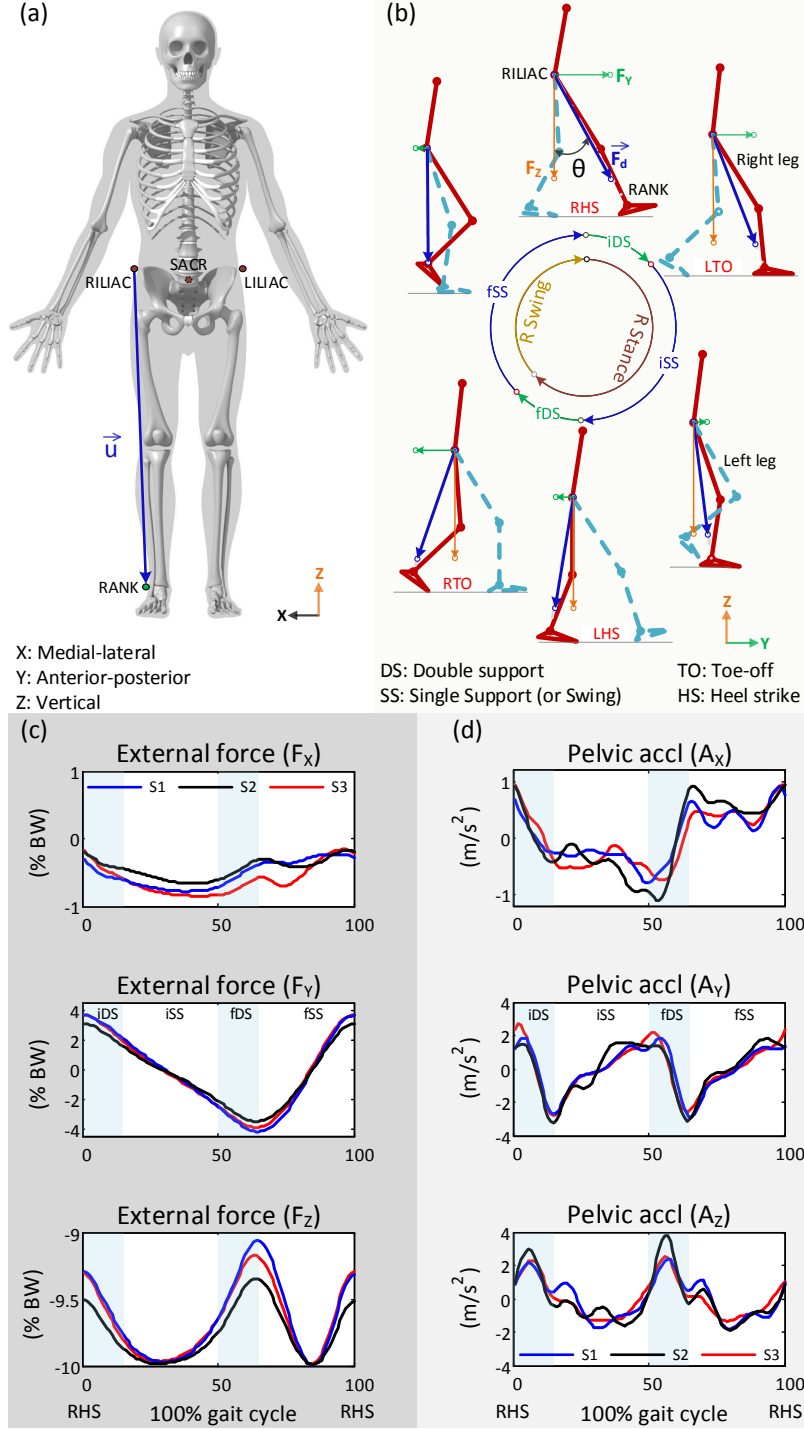 (a)
SACR
RILIAC
LILIAC
u
RANK
Z
X
X: Medial-lateral
Y: Anterior-posterior
Z: Vertical
(b)
RILIAC
F_Y
F_Z
θ
F_d
RANK
RHS
Right leg
LTO
iDS
fSS
R Swing
R Stance
iSS
fDS
Left leg
RTO
LHS
Z
Y
DS: Double support
TO: Toe-off
SS: Single Support (or Swing)
HS: Heel strike
(c)
External force (F_X)
1
S1
S2
S3
(% BW)
0
-1
0
50
100
External force (F_Y)
iDS
iSS
fDS
fSS
4
2
0
-2
-4
(% BW)
0
50
100
External force (F_Z)
-9
-9.5
-10
(% BW)
0
50
100
RHS
100% gait cycle
RHS
(d)
Pelvic accl (A_X)
1
0
-1
(m/s²)
0
50
100
Pelvic accl (A_Y)
iDS
iSS
fDS
fSS
4
2
0
-2
-4
(m/s²)
0
50
100
Pelvic accl (A_Z)
4
2
0
-2
-4
(m/s²)
S1
S2
S3
0
50
100
RHS
100% gait cycle
RHS